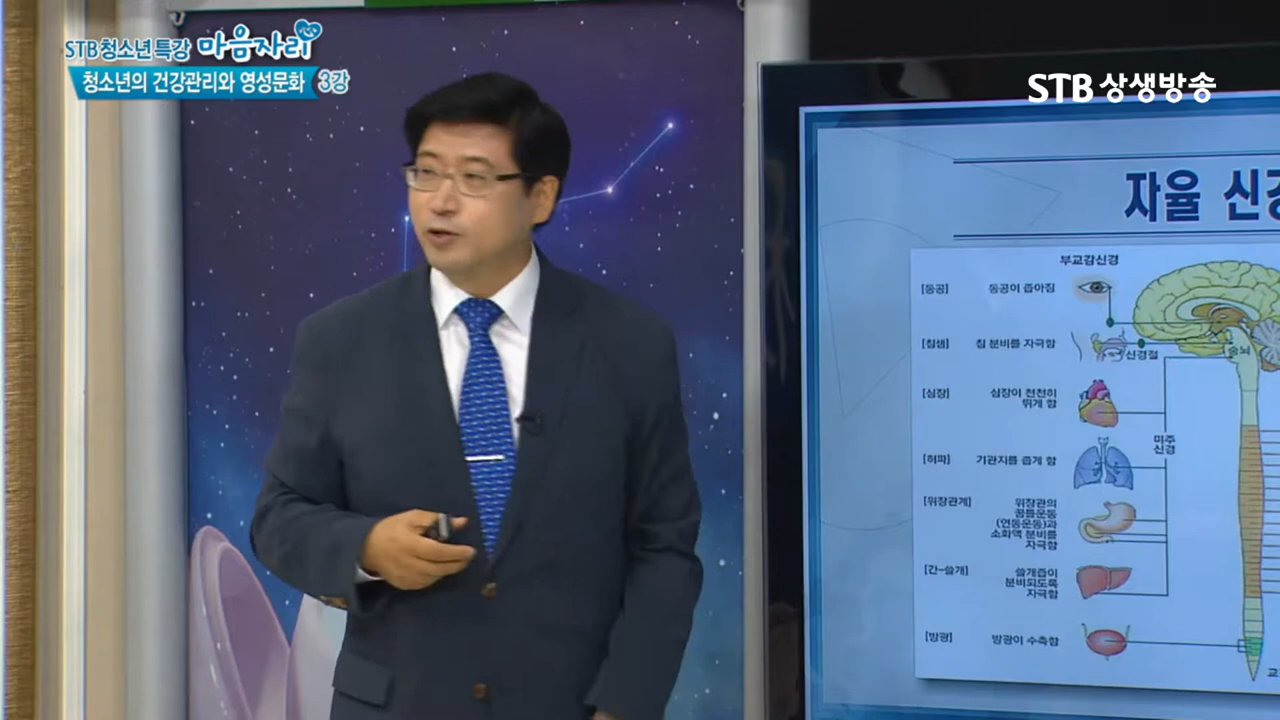 STB 청소년 특강 마음자리
청소년의 건강관리와 영성문화 3강
STB 상생방송
자율 신경
부교감신경
[동공] 동공이 좁아짐
[침샘] 침 분비를 자극함
신경절
뇌
[심장] 심장이 천천히
뛰게 함
미주
신경
[허파] 기관지를 좁게 함
[위장관계] 위장관의
꿈틀운동
(연동운동)과
소화액 분비를
자극함
[간-쓸개] 쓸개즙이
분비되도록
자극함
[방광] 방광이 수축함
교